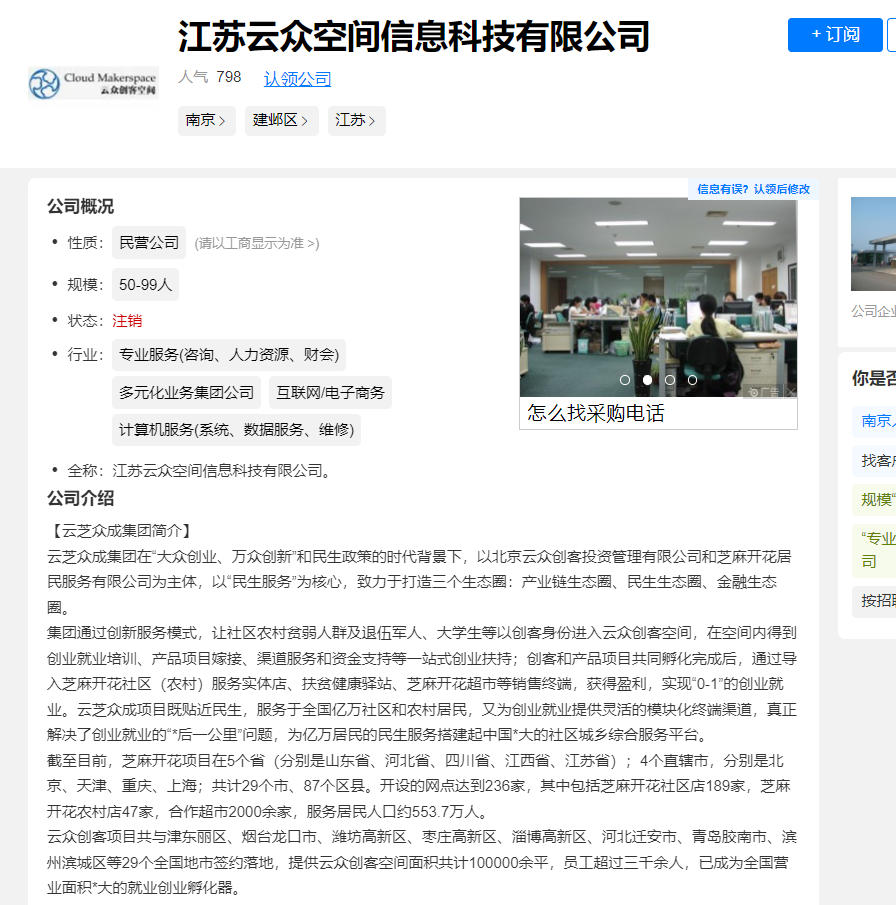 江苏云众空间信息科技有限公司
+ 订阅
Cloud Makerspace
云众创客空间
人气 798 认领公司
南京 > 建邺区 > 江苏 >
信息有误? 认领后修改
公司概况
• 性质: 民营公司 (请以工商显示为准 >)
• 规模: 50-99人
• 状态: 注销
• 行业: 专业服务(咨询、人力资源、财会)
多元化业务集团公司 互联网/电子商务
计算机服务(系统、数据服务、维修)
• 全称: 江苏云众空间信息科技有限公司。
广告
怎么找采购电话
公司介绍
【云芝众成集团简介】
云芝众成集团在“大众创业、万众创新”和民生政策的时代背景下，以北京云众创客投资管理有限公司和芝麻开花居
民服务有限公司为主体，以“民生服务”为核心，致力于打造三个生态圈：产业链生态圈、民生生态圈、金融生态
圈。
集团通过创新服务模式，让社区农村贫弱人群及退伍军人、大学生等以创客身份进入云众创客空间，在空间内得到
创业就业培训、产品项目嫁接、渠道服务和资金支持等一站式创业扶持；创客和产品项目共同孵化完成后，通过导
入芝麻开花社区（农村）服务实体店、扶贫健康驿站、芝麻开花超市等销售终端，获得盈利，实现“0-1”的创业就
业。云芝众成项目既贴近民生，服务于全国亿万社区和农村居民，又为创业就业提供灵活的模块化终端渠道，真正
解决了创业就业的“*后一公里”问题，为亿万居民的民生服务搭建起中国*大的社区城乡综合服务平台。
截至目前，芝麻开花项目在5个省（分别是山东省、河北省、四川省、江西省、江苏省）；4个直辖市，分别是北
京、天津、重庆、上海；共计29个市、87个区县。开设的网点达到236家，其中包括芝麻开花社区店189家，芝麻
开花农村店47家，合作超市2000余家，服务居民人口约553.7万人。
云众创客项目共与津东丽区、烟台龙口市、潍坊高新区、枣庄高新区、淄博高新区、河北迁安市、青岛胶南市、滨
州滨城区等29个全国地市签约落地，提供云众创客空间面积共计100000余平，员工超过三千余人，已成为全国营
业面积*大的就业创业孵化器。
公司企
你是否
南京
找客
规模“
“专业
司
按招